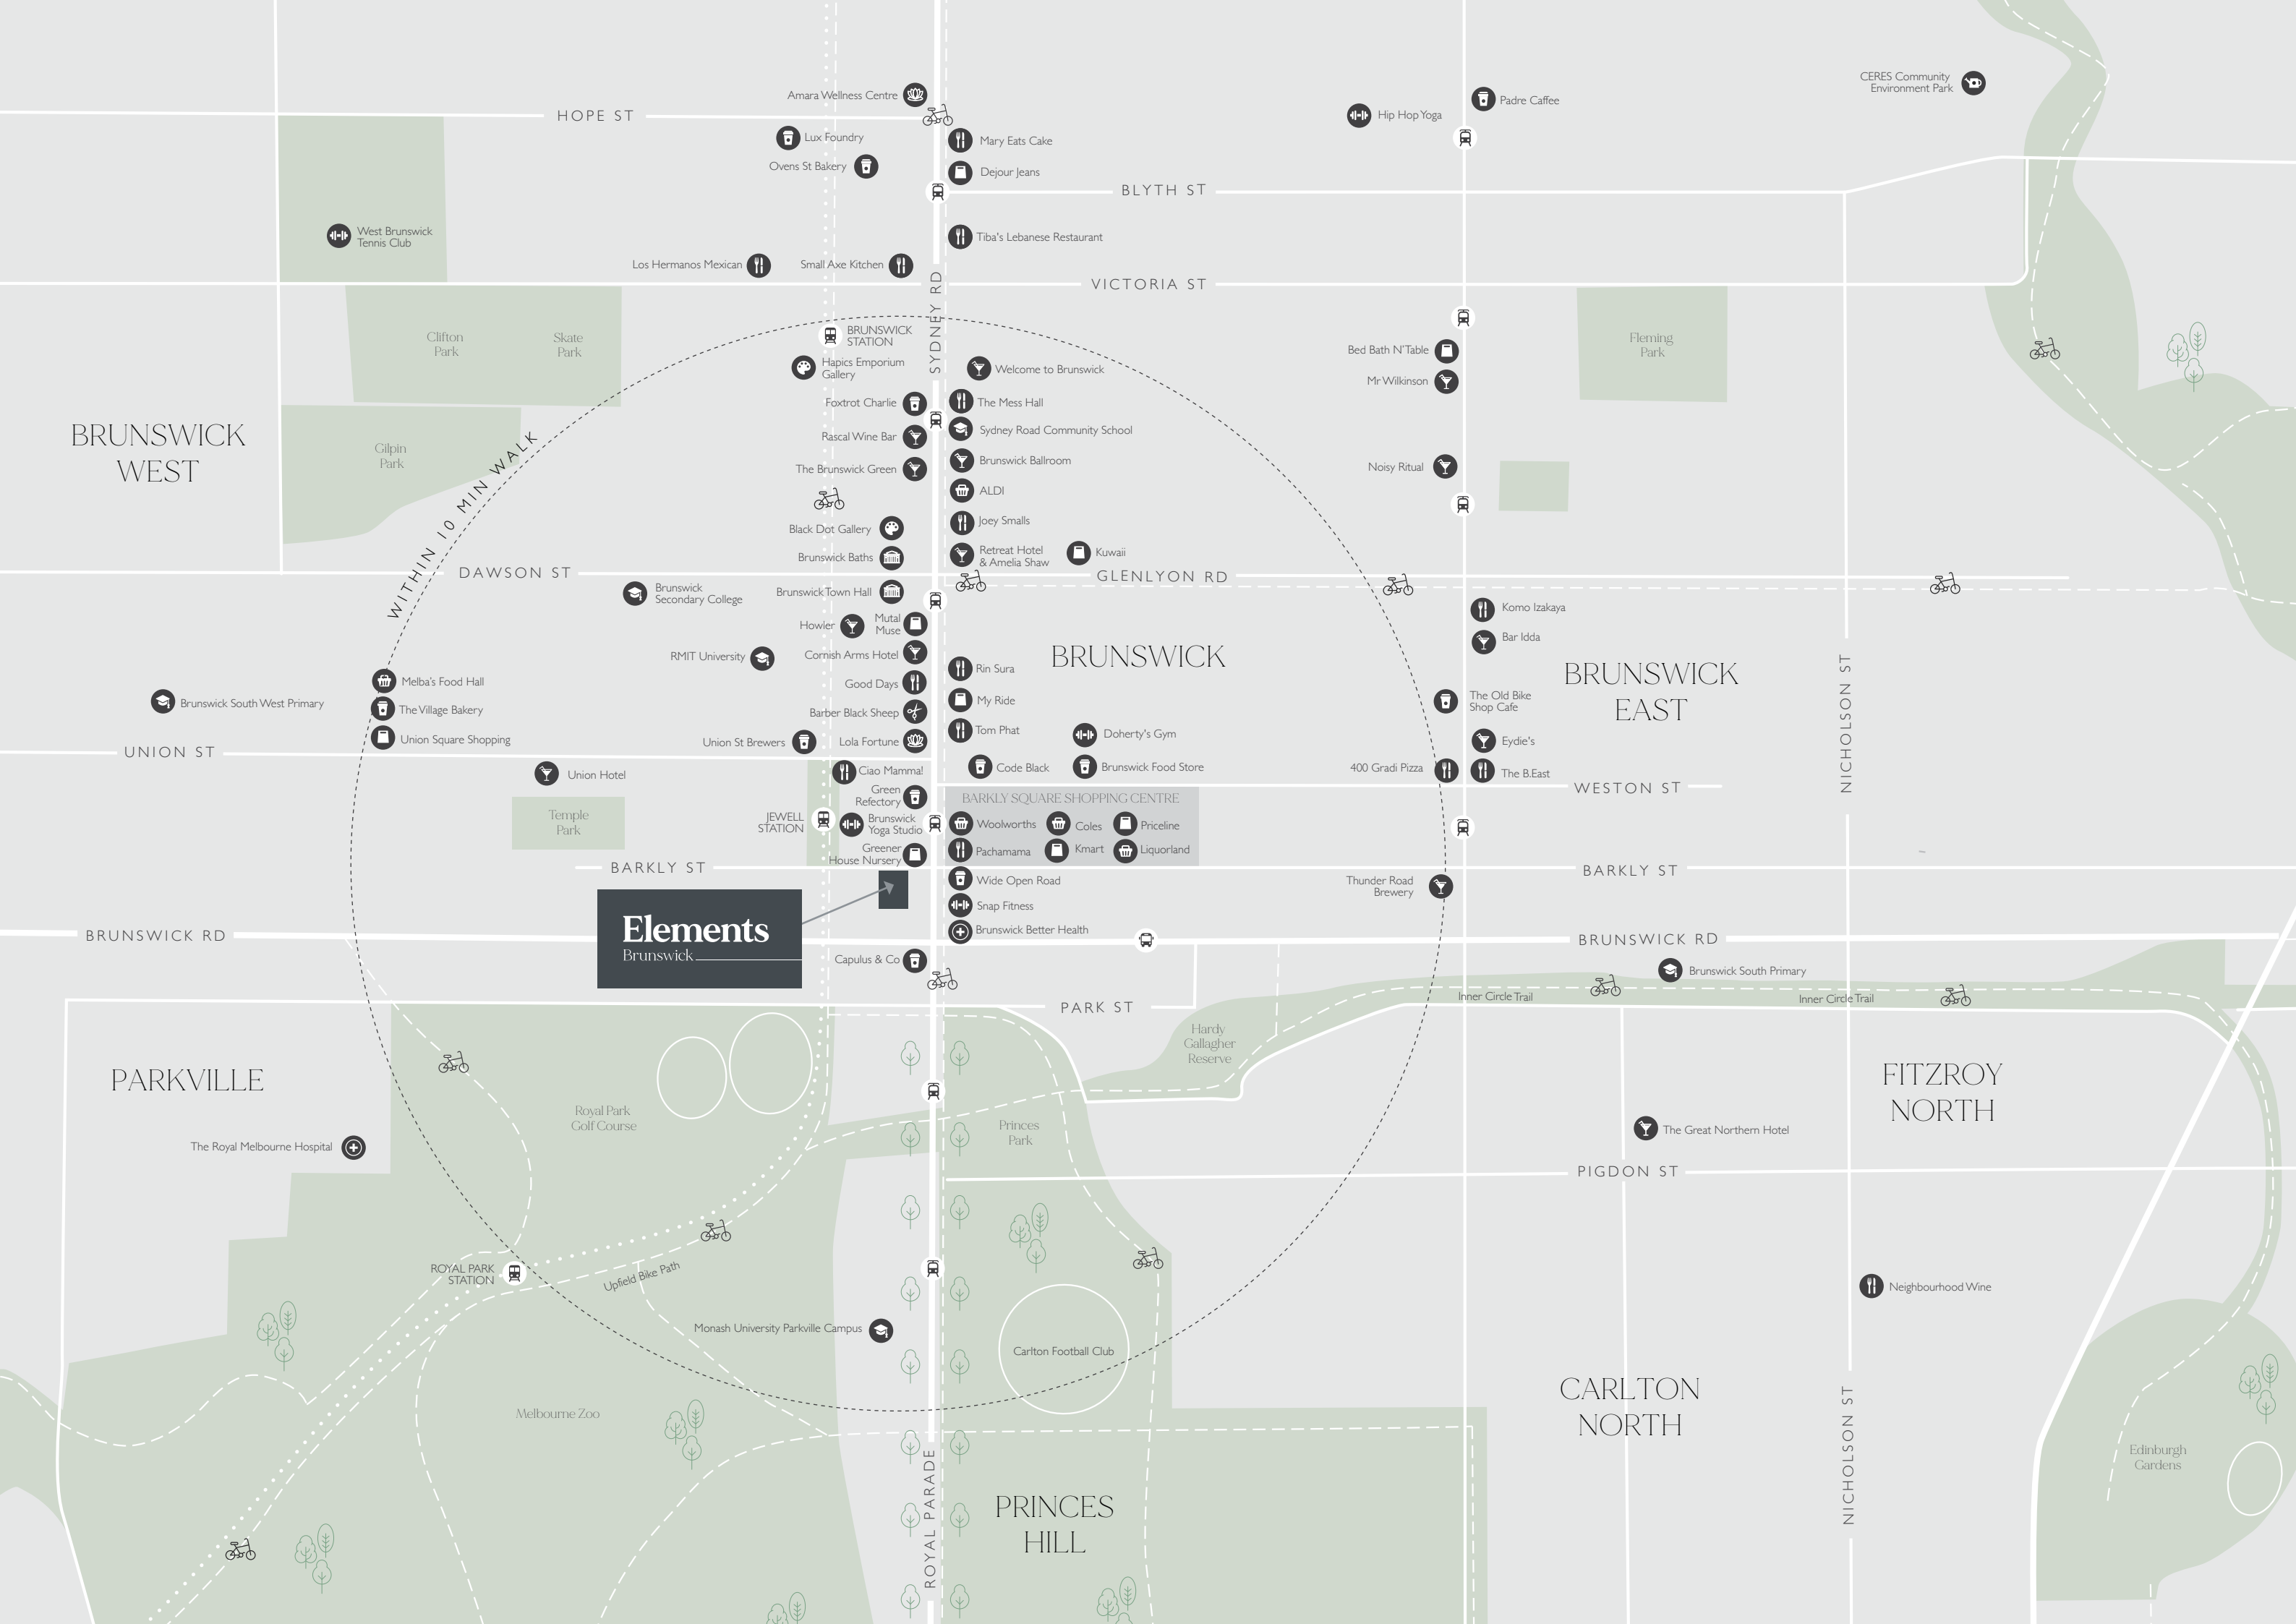 CERES Community
Environment Park
Amara Wellness Centre
Padre Caffee
HOPE ST
Hip Hop Yoga
Lux Foundry
Mary Eats Cake
Ovens St Bakery
Dejour Jeans
BLYTH ST
West Brunswick
Tennis Club
Tiba's Lebanese Restaurant
Los Hermanos Mexican
Small Axe Kitchen
VICTORIA ST
SYDNEY RD
BRUNSWICK
STATION
Clifton
Park
Skate
Park
Fleming
Park
Bed Bath N'Table
Hapics Emporium
Gallery
Welcome to Brunswick
Mr Wilkinson
Foxtrot Charlie
The Mess Hall
BRUNSWICK
WEST
Rascal Wine Bar
Sydney Road Community School
Gilpin
Park
WITHIN 10 MIN WALK
The Brunswick Green
Brunswick Ballroom
Noisy Ritual
ALDI
Black Dot Gallery
Joey Smalls
Brunswick Baths
Retreat Hotel
& Amelia Shaw
Kuwaii
DAWSON ST
GLENLYON RD
Brunswick
Secondary College
Brunswick Town Hall
Komo Izakaya
Howler
Mutal
Muse
Bar Idda
RMIT University
Cornish Arms Hotel
BRUNSWICK
Rin Sura
BRUNSWICK
EAST
NICHOLSON ST
Melba's Food Hall
Good Days
Brunswick South West Primary
The Village Bakery
Barber Black Sheep
My Ride
The Old Bike
Shop Cafe
Union Square Shopping
Union St Brewers
Lola Fortune
Tom Phat
Doherty's Gym
Eydie's
UNION ST
Union Hotel
Ciao Mamma!
Code Black
Brunswick Food Store
400 Gradi Pizza
The B.East
WESTON ST
Green
Refectory
BARKLY SQUARE SHOPPING CENTRE
Temple
Park
JEWELL
STATION
Brunswick
Yoga Studio
Woolworths
Coles
Priceline
Greener
House Nursery
Pachamama
Kmart
Liquorland
BARKLY ST
BARKLY ST
Wide Open Road
Thunder Road
Brewery
Snap Fitness
Elements
Brunswick
Brunswick Better Health
BRUNSWICK RD
BRUNSWICK RD
Capulus & Co
Brunswick South Primary
Inner Circle Trail
Inner Circle Trail
PARK ST
Hardy
Gallagher
Reserve
PARKVILLE
FITZROY
NORTH
Royal Park
Golf Course
Princes
Park
The Great Northern Hotel
The Royal Melbourne Hospital
PIGDON ST
ROYAL PARK
STATION
Upfield Bike Path
Neighbourhood Wine
Monash University Parkville Campus
Carlton Football Club
CARLTON
NORTH
Melbourne Zoo
NICHOLSON ST
Edinburgh
Gardens
ROYAL PARADE
PRINCES
HILL